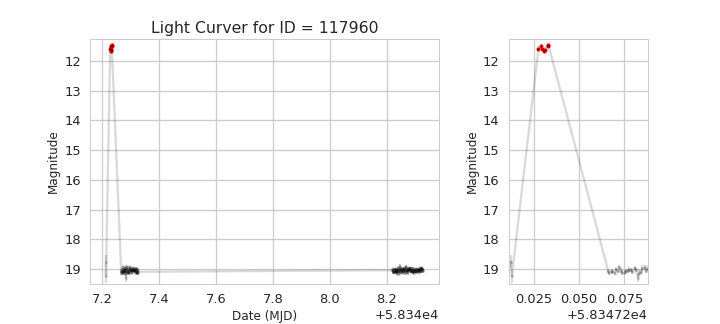 Light Curver for ID = 117960
Magnitude
12
13
14
15
16
17
18
19
7.2 7.4 7.6 7.8 8.0 8.2
Date (MJD)
+5.834e4
Magnitude
12
13
14
15
16
17
18
19
0.025 0.050 0.075
+5.83472e4